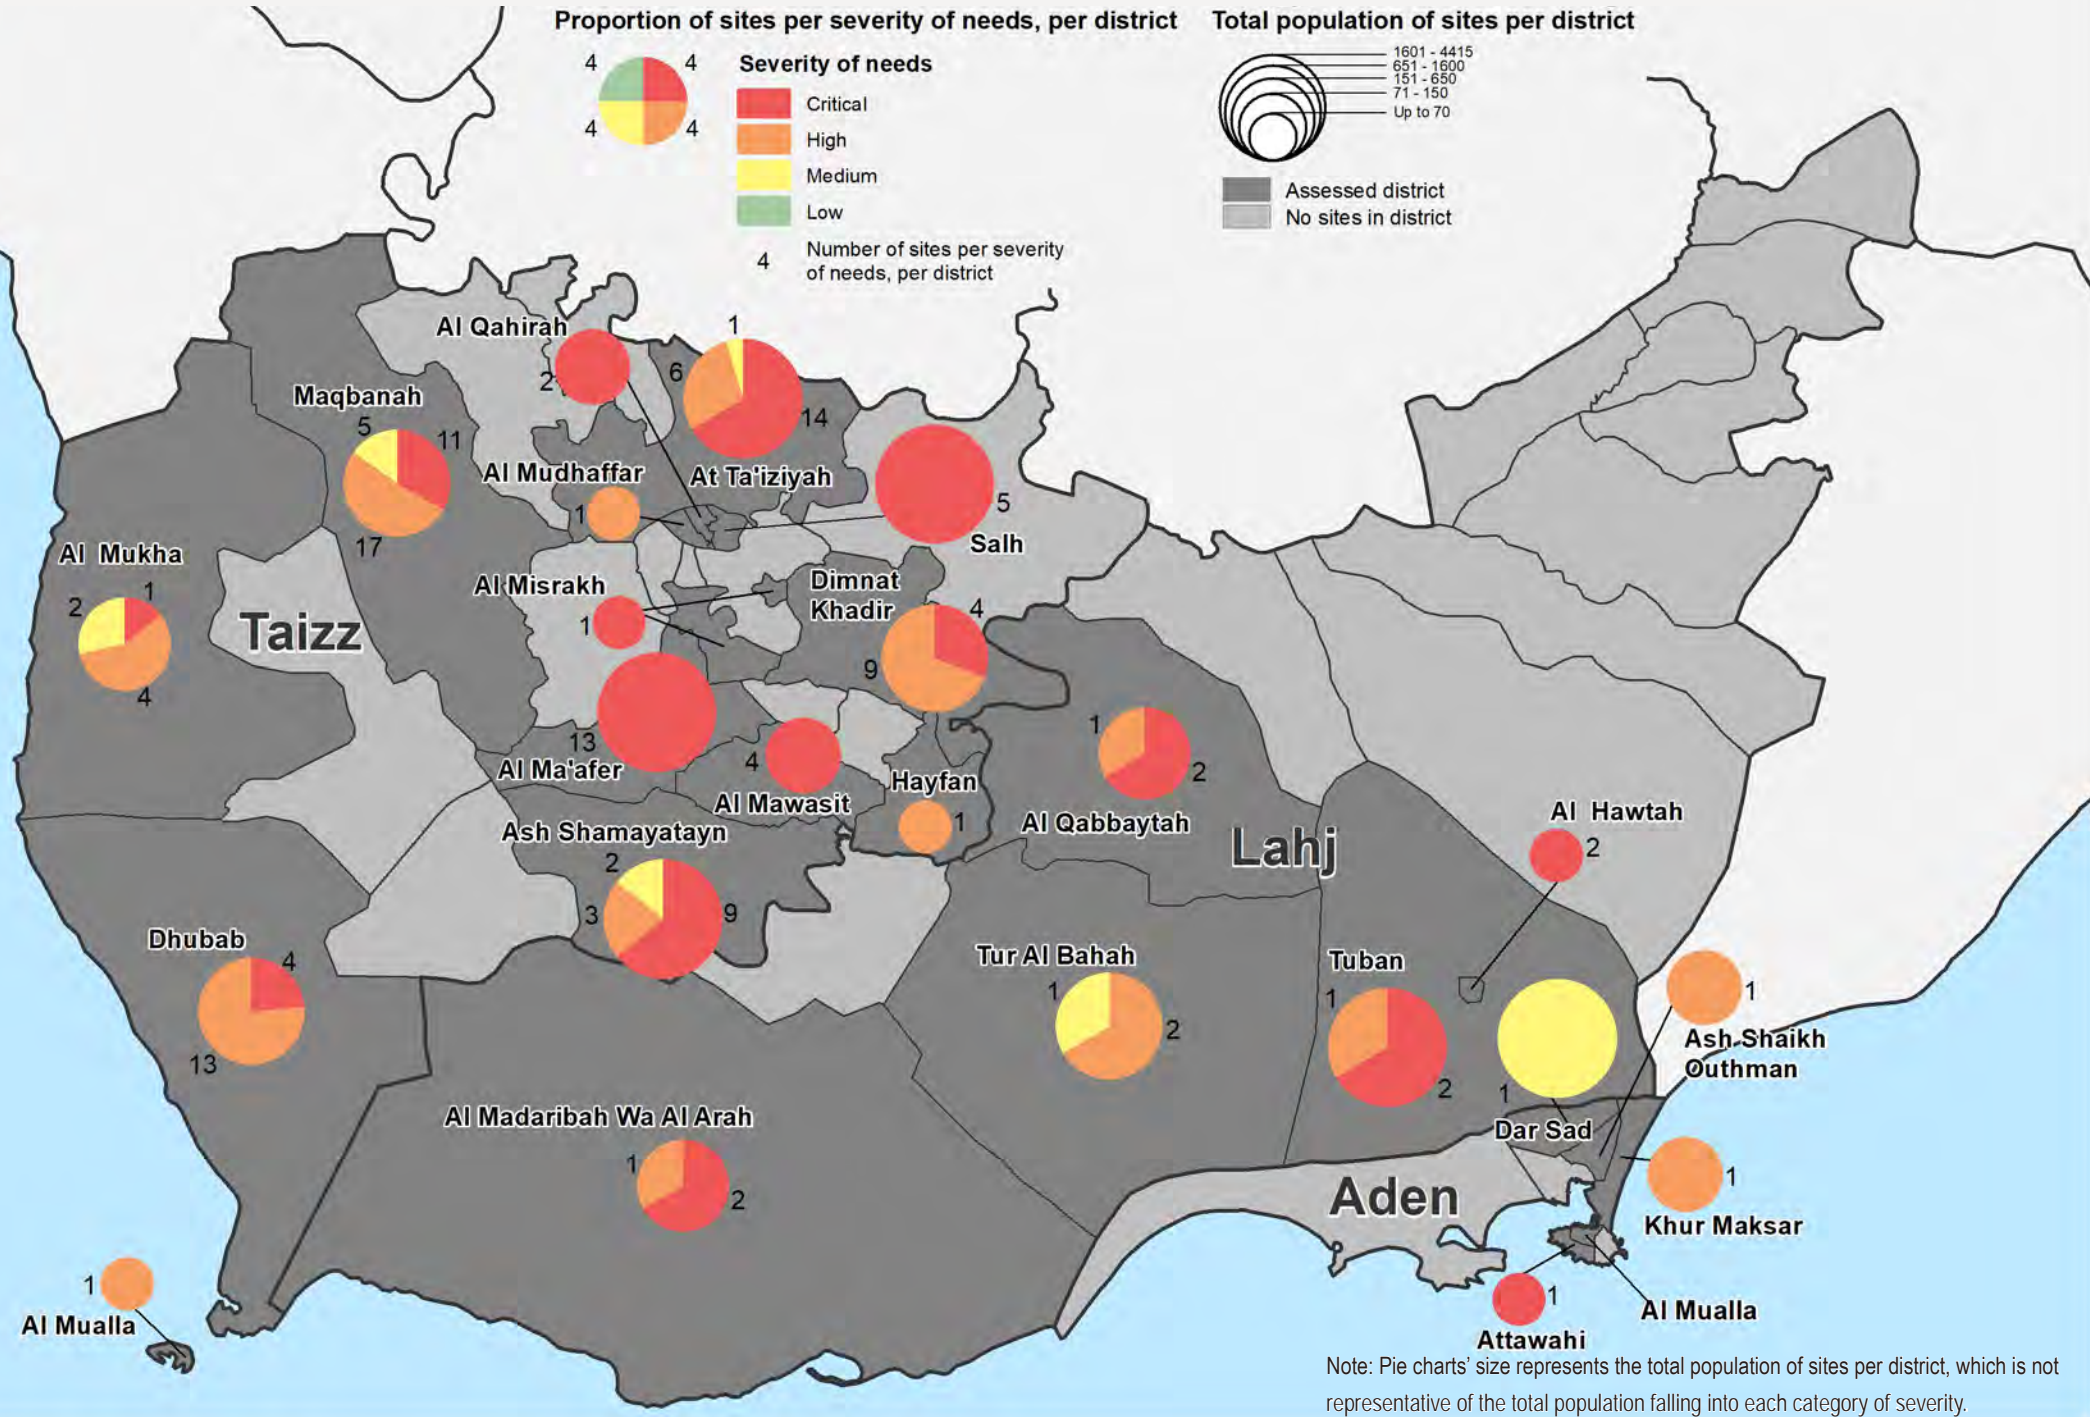 Proportion of sites per severity of needs, per district
4
4
4
4
Severity of needs
Critical
High
Medium
Low
4
Number of sites per severity
of needs, per district
Total population of sites per district
1601 - 4415
651 - 1600
151 - 650
71 - 150
Up to 70
Assessed district
No sites in district
Al Qahirah
2
1
6
14
At Ta'iziyah
Maqbanah
5
11
17
Al Mudhaffar
1
5
Salh
Al Mukha
2
1
4
Taizz
Al Misrakh
1
Dimnat
Khadir
4
9
13
Al Ma'afer
4
Al Mawasit
Hayfan
1
1
2
Al Qabbaytah
Lahj
Al Hawtah
2
Ash Shamayatayn
2
3
9
Dhubab
4
13
Tur Al Bahah
1
2
Tuban
1
2
1
Dar Sad
1
Ash Shaikh
Outhman
Al Madaribah Wa Al Arah
1
2
Aden
1
Khur Maksar
1
Al Mualla
1
Attawahi
Al Mualla
Note: Pie charts’ size represents the total population of sites per district, which is not
representative of the total population falling into each category of severity.